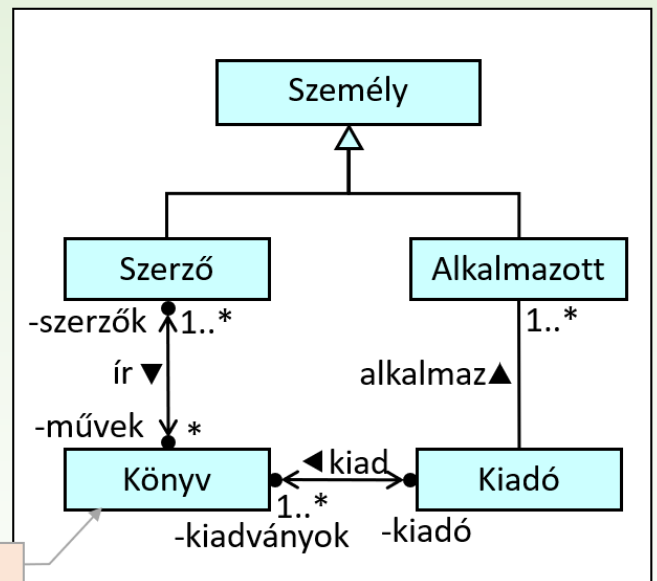 Személy
Szerző
Alkalmazott
-szerzők 1..*
1..*
ír ▼
alkalmaz▲
-művek *
Könyv
◄kiad
Kiadó
1..*
-kiadványok
-kiadó